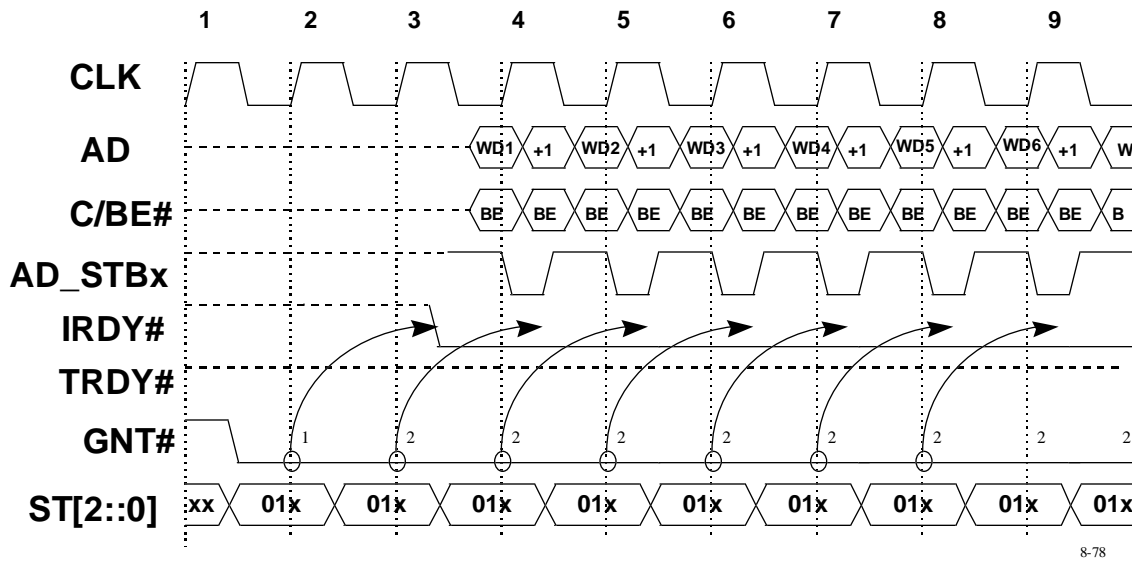 1 2 3 4 5 6 7 8 9
CLK
AD WD1 +1 WD2 +1 WD3 +1 WD4 +1 WD5 +1 WD6 +1 W
C/BE# BE BE BE BE BE BE BE BE BE BE BE BE B
AD_STBx
IRDY#
TRDY#
GNT# 1 2 2 2 2 2 2 2 2
ST[2::0] xx 01x 01x 01x 01x 01x 01x 01x 01x 01x
8-78